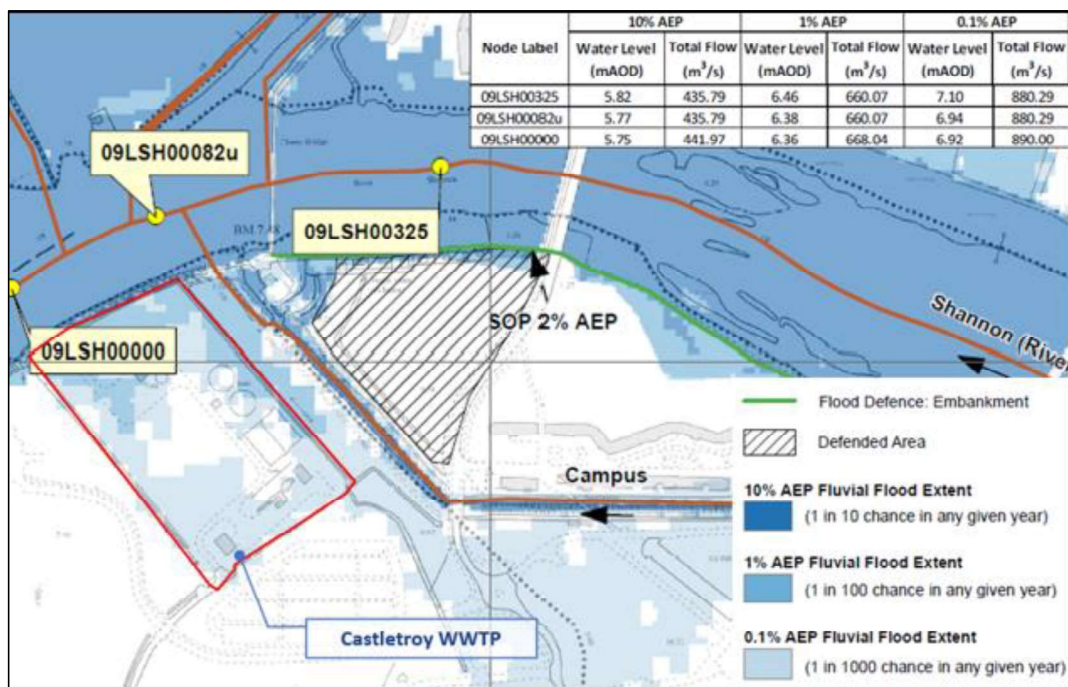 10% AEP 1% AEP 0.1% AEP
Node Label Water Level (mAOD) Total Flow (m³/s) Water Level (mAOD) Total Flow (m³/s) Water Level (mAOD) Total Flow (m³/s)
09LSH00325 5.82 435.79 6.46 660.07 7.10 880.29
09LSH00082u 5.77 435.79 6.38 660.07 6.94 880.29
09LSH00000 5.75 441.97 6.36 668.04 6.92 890.00
09LSH00082u
09LSH00325
SOP 2% AEP
09LSH00000
Shannon (River
Campus
Castletroy WWTP
Flood Defence: Embankment
Defended Area
10% AEP Fluvial Flood Extent
(1 in 10 chance in any given year)
1% AEP Fluvial Flood Extent
(1 in 100 chance in any given year)
0.1% AEP Fluvial Flood Extent
(1 in 1000 chance in any given year)